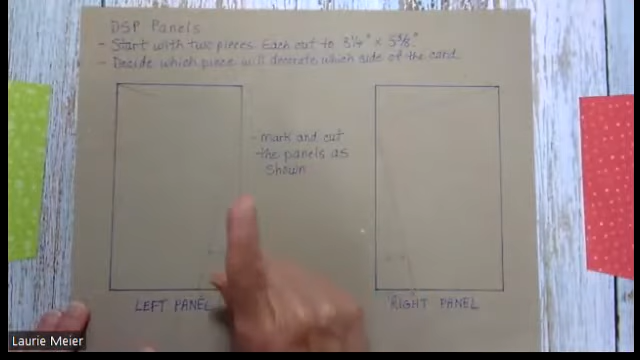 DSP Panels
- Start with two pieces. Each cut to 3 1/4" x 5 5/8".
- Decide which piece will decorate which side of the card.
- mark and cut
the panels as
shown
LEFT PANEL
RIGHT PANEL
Laurie Meier